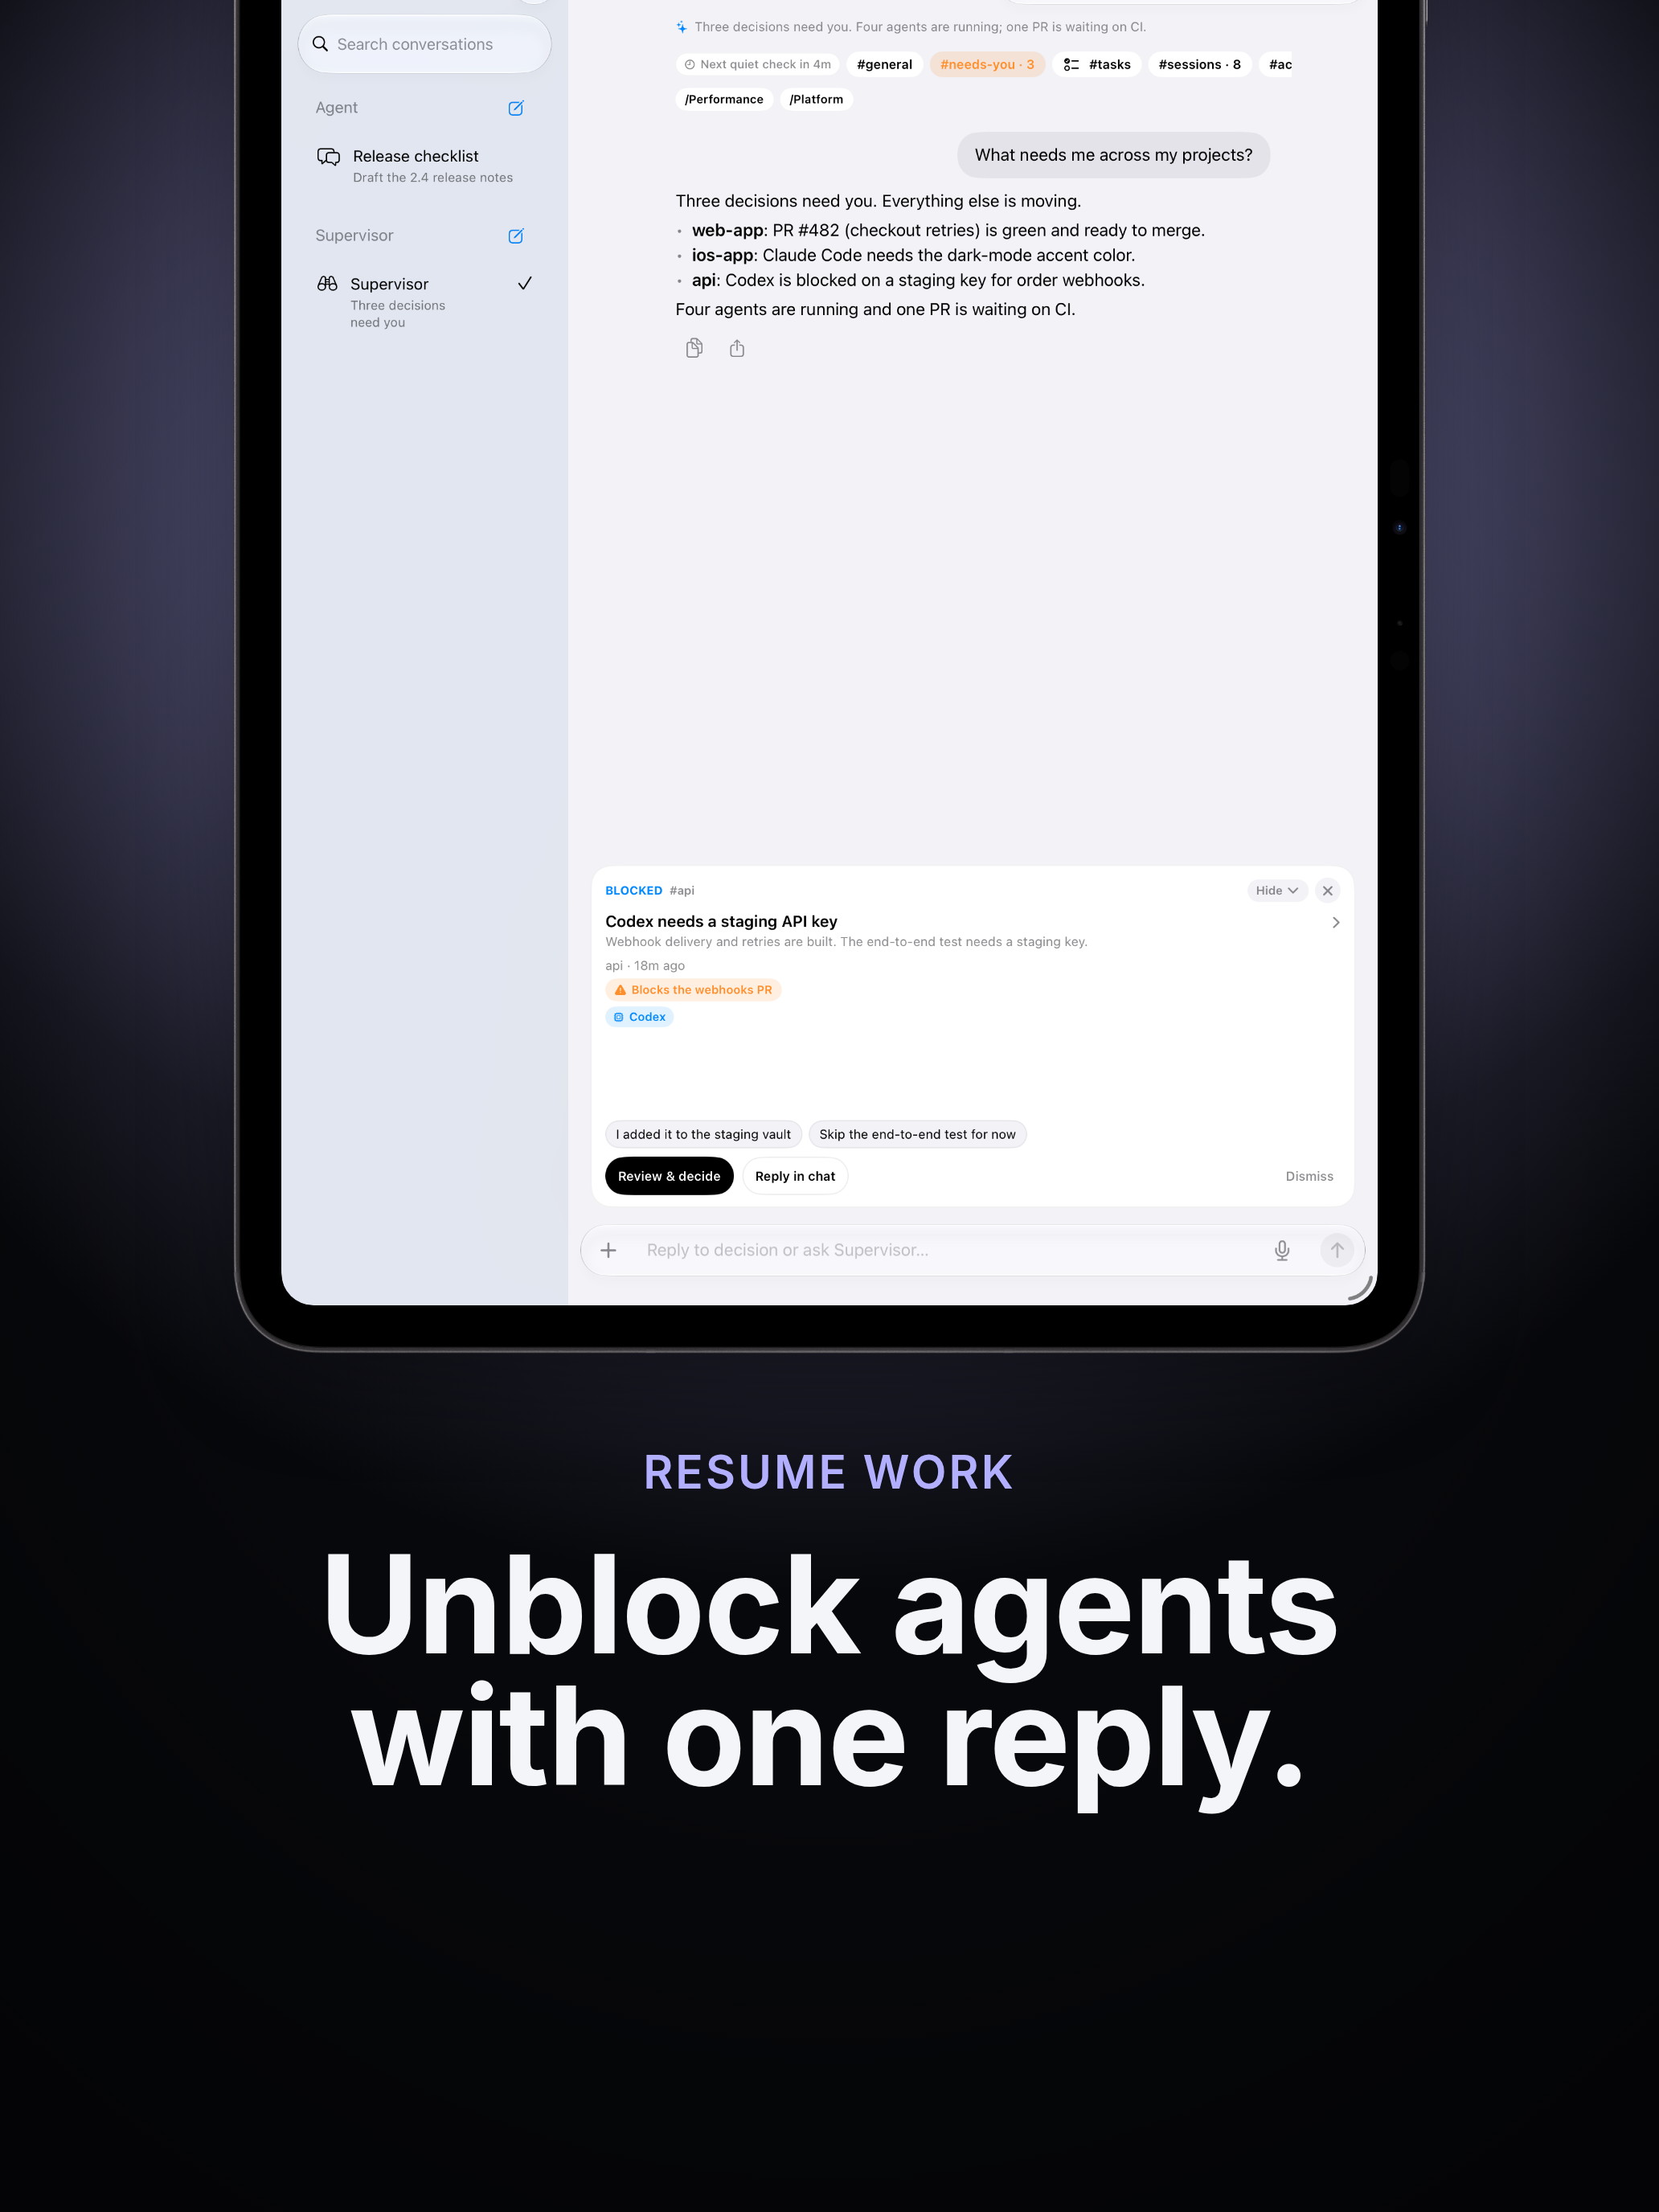 Search conversations
Agent
Release checklist
Draft the 2.4 release notes
Supervisor
Supervisor
Three decisions
need you
Three decisions need you. Four agents are running; one PR is waiting on CI.
Next quiet check in 4m
#general
#needs-you · 3
#tasks
#sessions · 8
#ac
/Performance
/Platform
What needs me across my projects?
Three decisions need you. Everything else is moving.
• web-app: PR #482 (checkout retries) is green and ready to merge.
• ios-app: Claude Code needs the dark-mode accent color.
• api: Codex is blocked on a staging key for order webhooks.
Four agents are running and one PR is waiting on CI.
BLOCKED #api
Hide
Codex needs a staging API key
Webhook delivery and retries are built. The end-to-end test needs a staging key.
api · 18m ago
Blocks the webhooks PR
Codex
I added it to the staging vault
Skip the end-to-end test for now
Review & decide
Reply in chat
Dismiss
Reply to decision or ask Supervisor...
RESUME WORK
Unblock agents
with one reply.